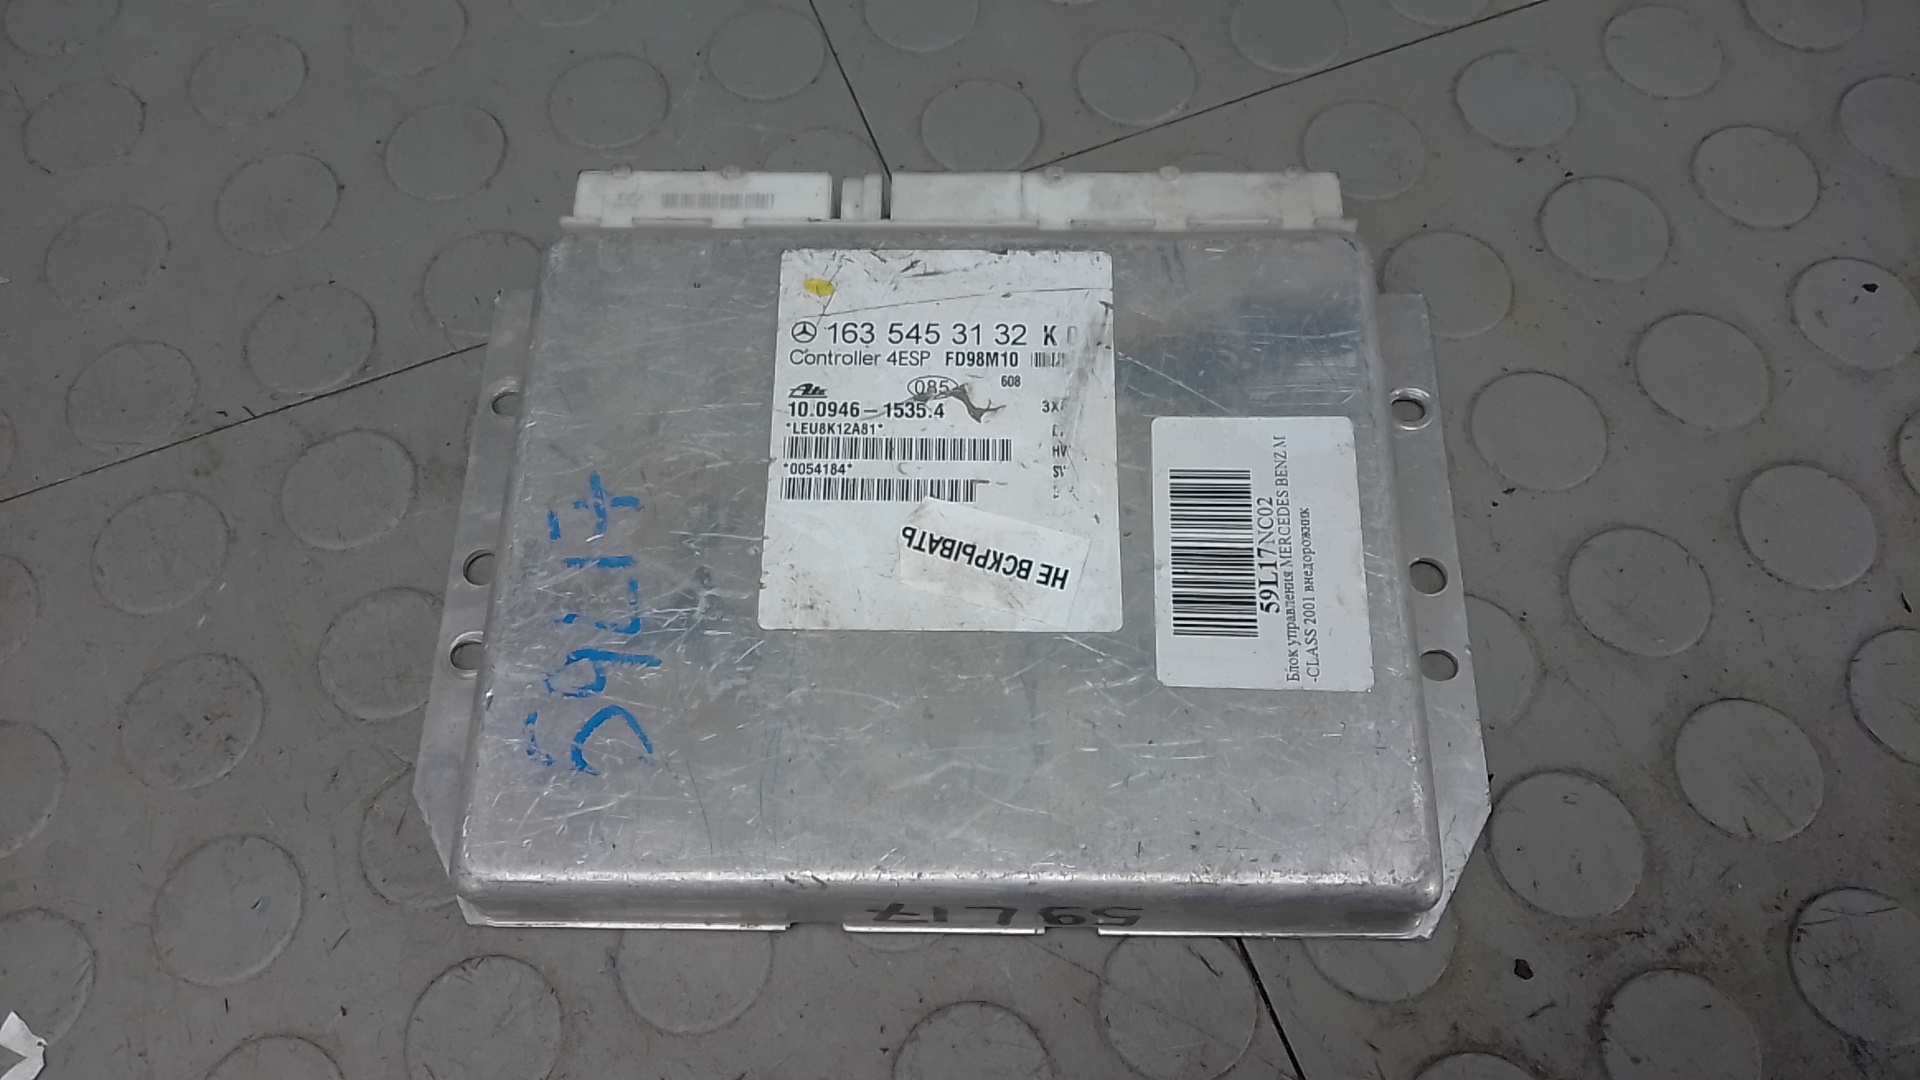 163 545 31 32 K
Controller 4ESP FD98M10
Ate 085 608
10.0946-1535.4
*LEU8K12A81*
*0054184*
НЕ ВСКРЫВАТЬ
59L17NC02
Блок управления MERCEDES BENZ M
-CLASS 2001 внедорожник
59L17
59L17